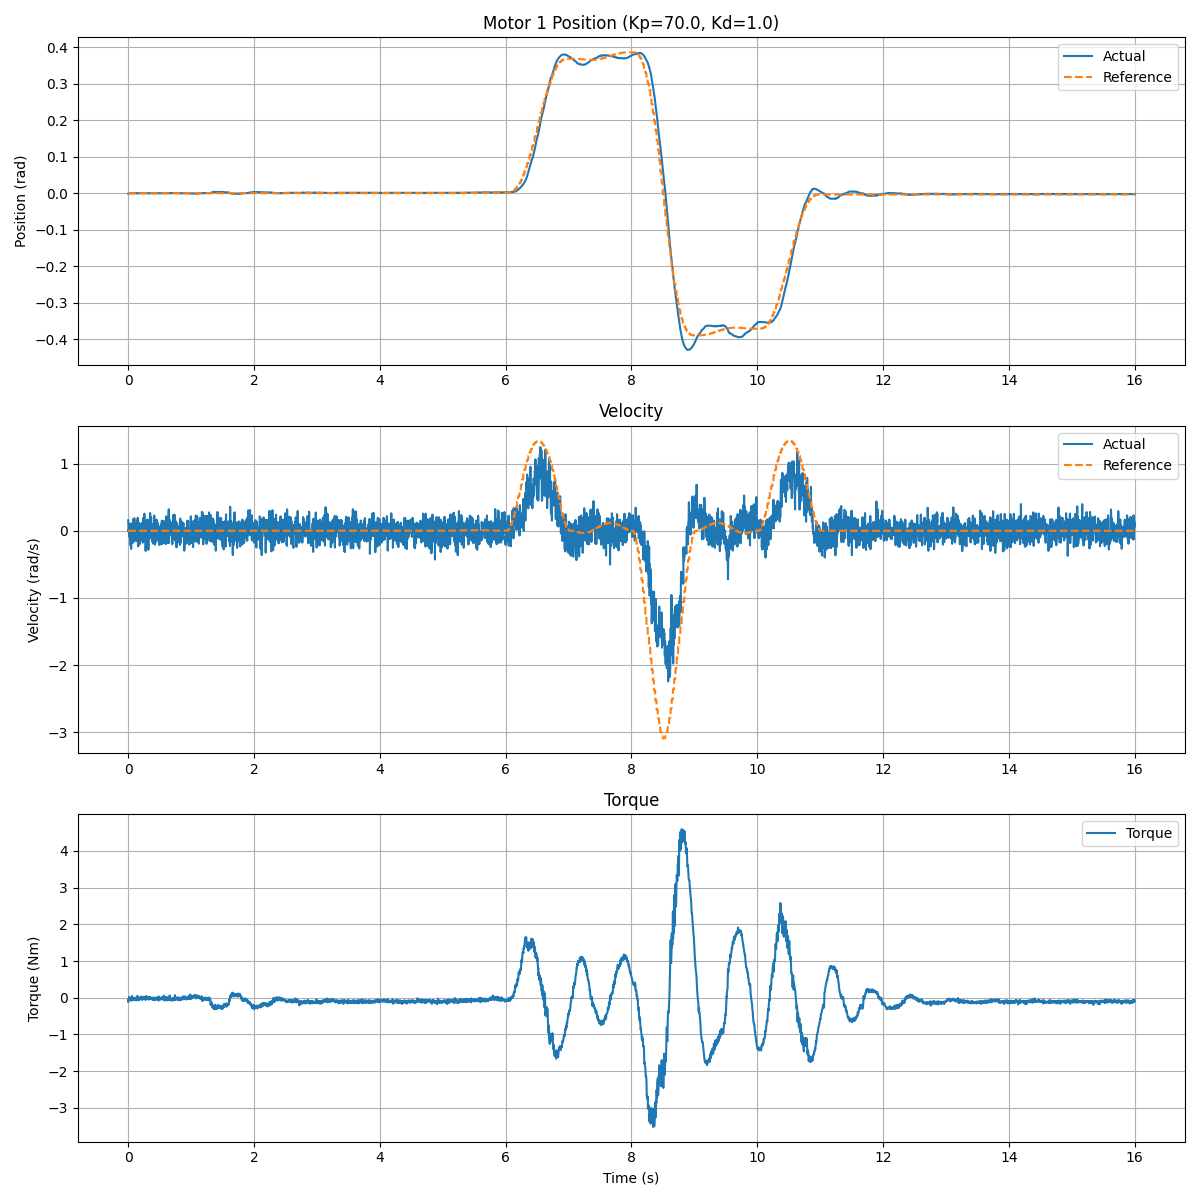 Motor 1 Position (Kp=70.0, Kd=1.0)
Actual
Reference
Position (rad)
0.4
0.3
0.2
0.1
0.0
−0.1
−0.2
−0.3
−0.4
0 2 4 6 8 10 12 14 16
Velocity
Actual
Reference
Velocity (rad/s)
1
0
−1
−2
−3
0 2 4 6 8 10 12 14 16
Torque
Torque
Torque (Nm)
4
3
2
1
0
−1
−2
−3
0 2 4 6 8 10 12 14 16
Time (s)